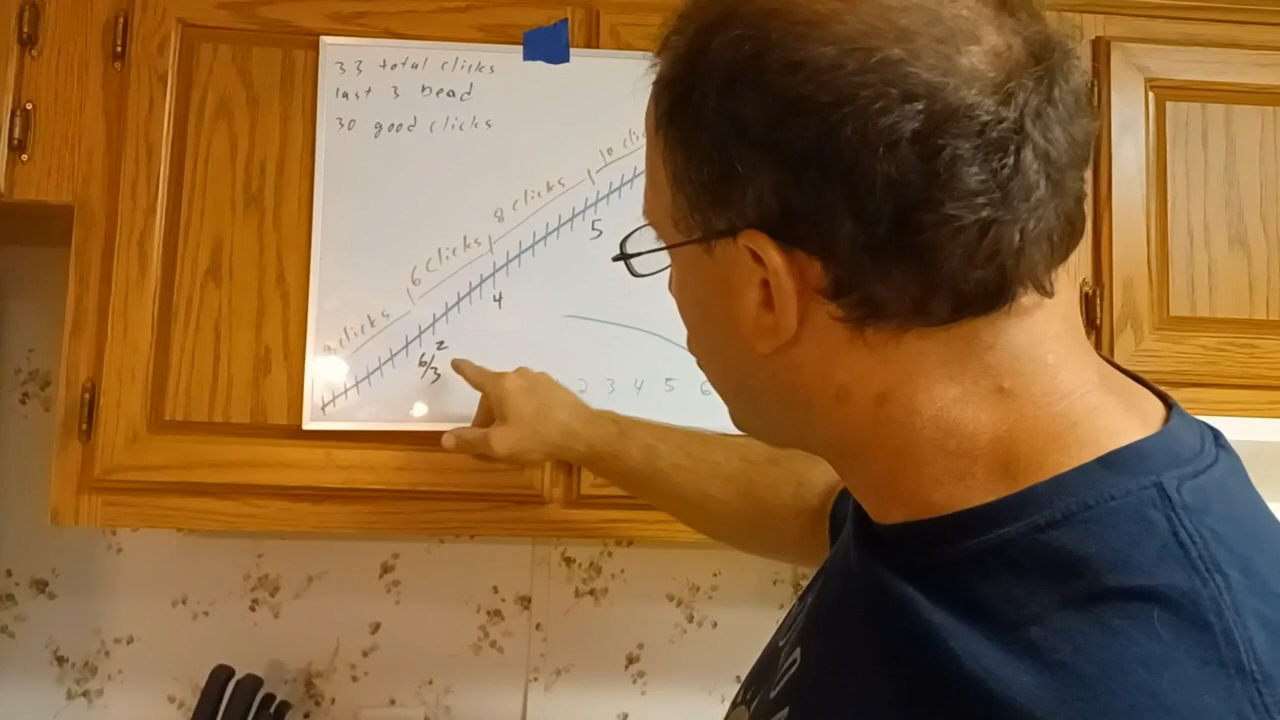 33 total clicks
last 3 Dead
30 good clicks
10 clic
8 clicks
6 clicks
clicks
5
4
2
6/3
2 3 4 5 6